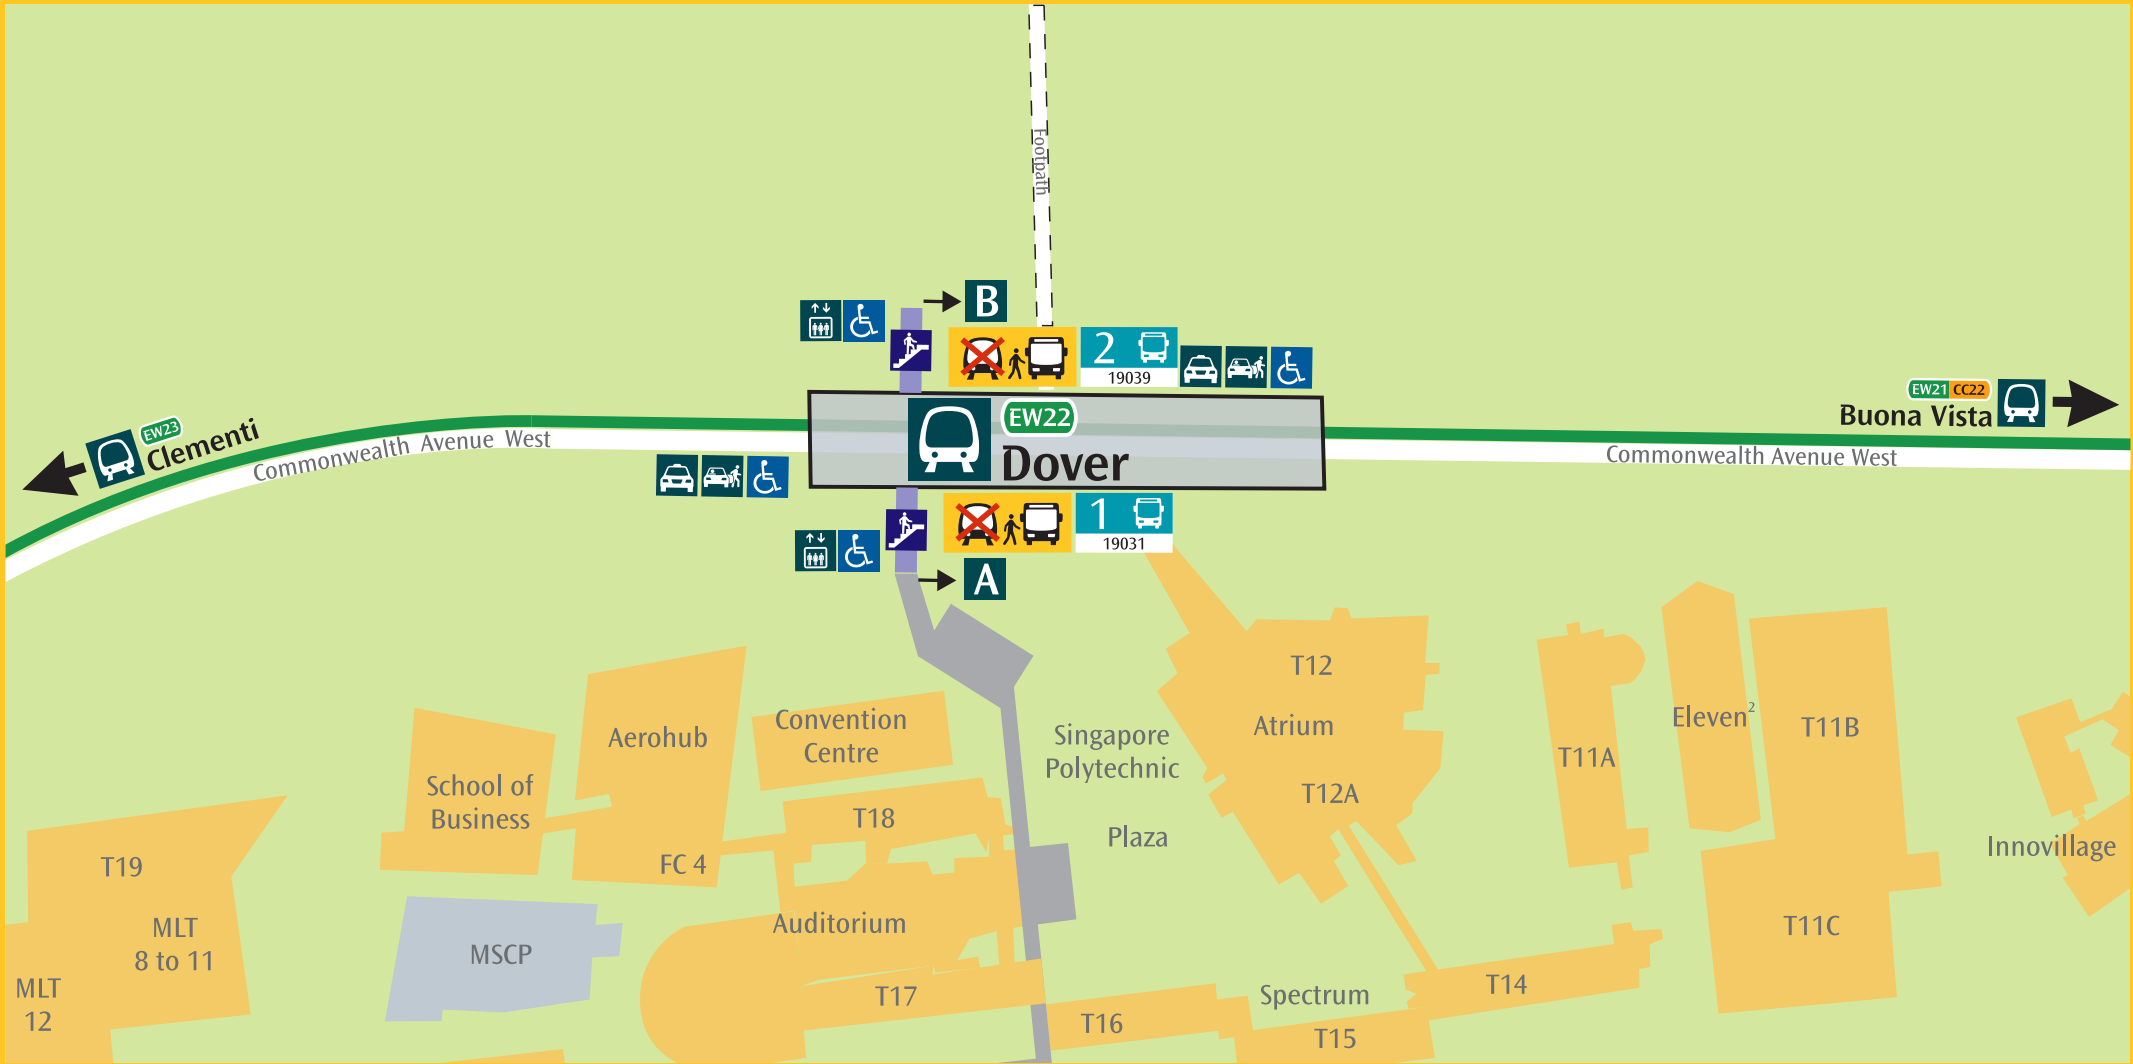 Footpath
B
2
19039
EW22
Dover
EW23
Clementi
Commonwealth Avenue West
EW21 CC22
Buona Vista
Commonwealth Avenue West
1
19031
A
T12
Atrium
T12A
Singapore
Polytechnic
Plaza
Convention
Centre
Aerohub
School of
Business
T18
FC 4
Auditorium
T19
MLT
8 to 11
MLT
12
MSCP
T17
T16
Spectrum
T15
T14
T11A
Eleven²
T11B
T11C
Innovillage